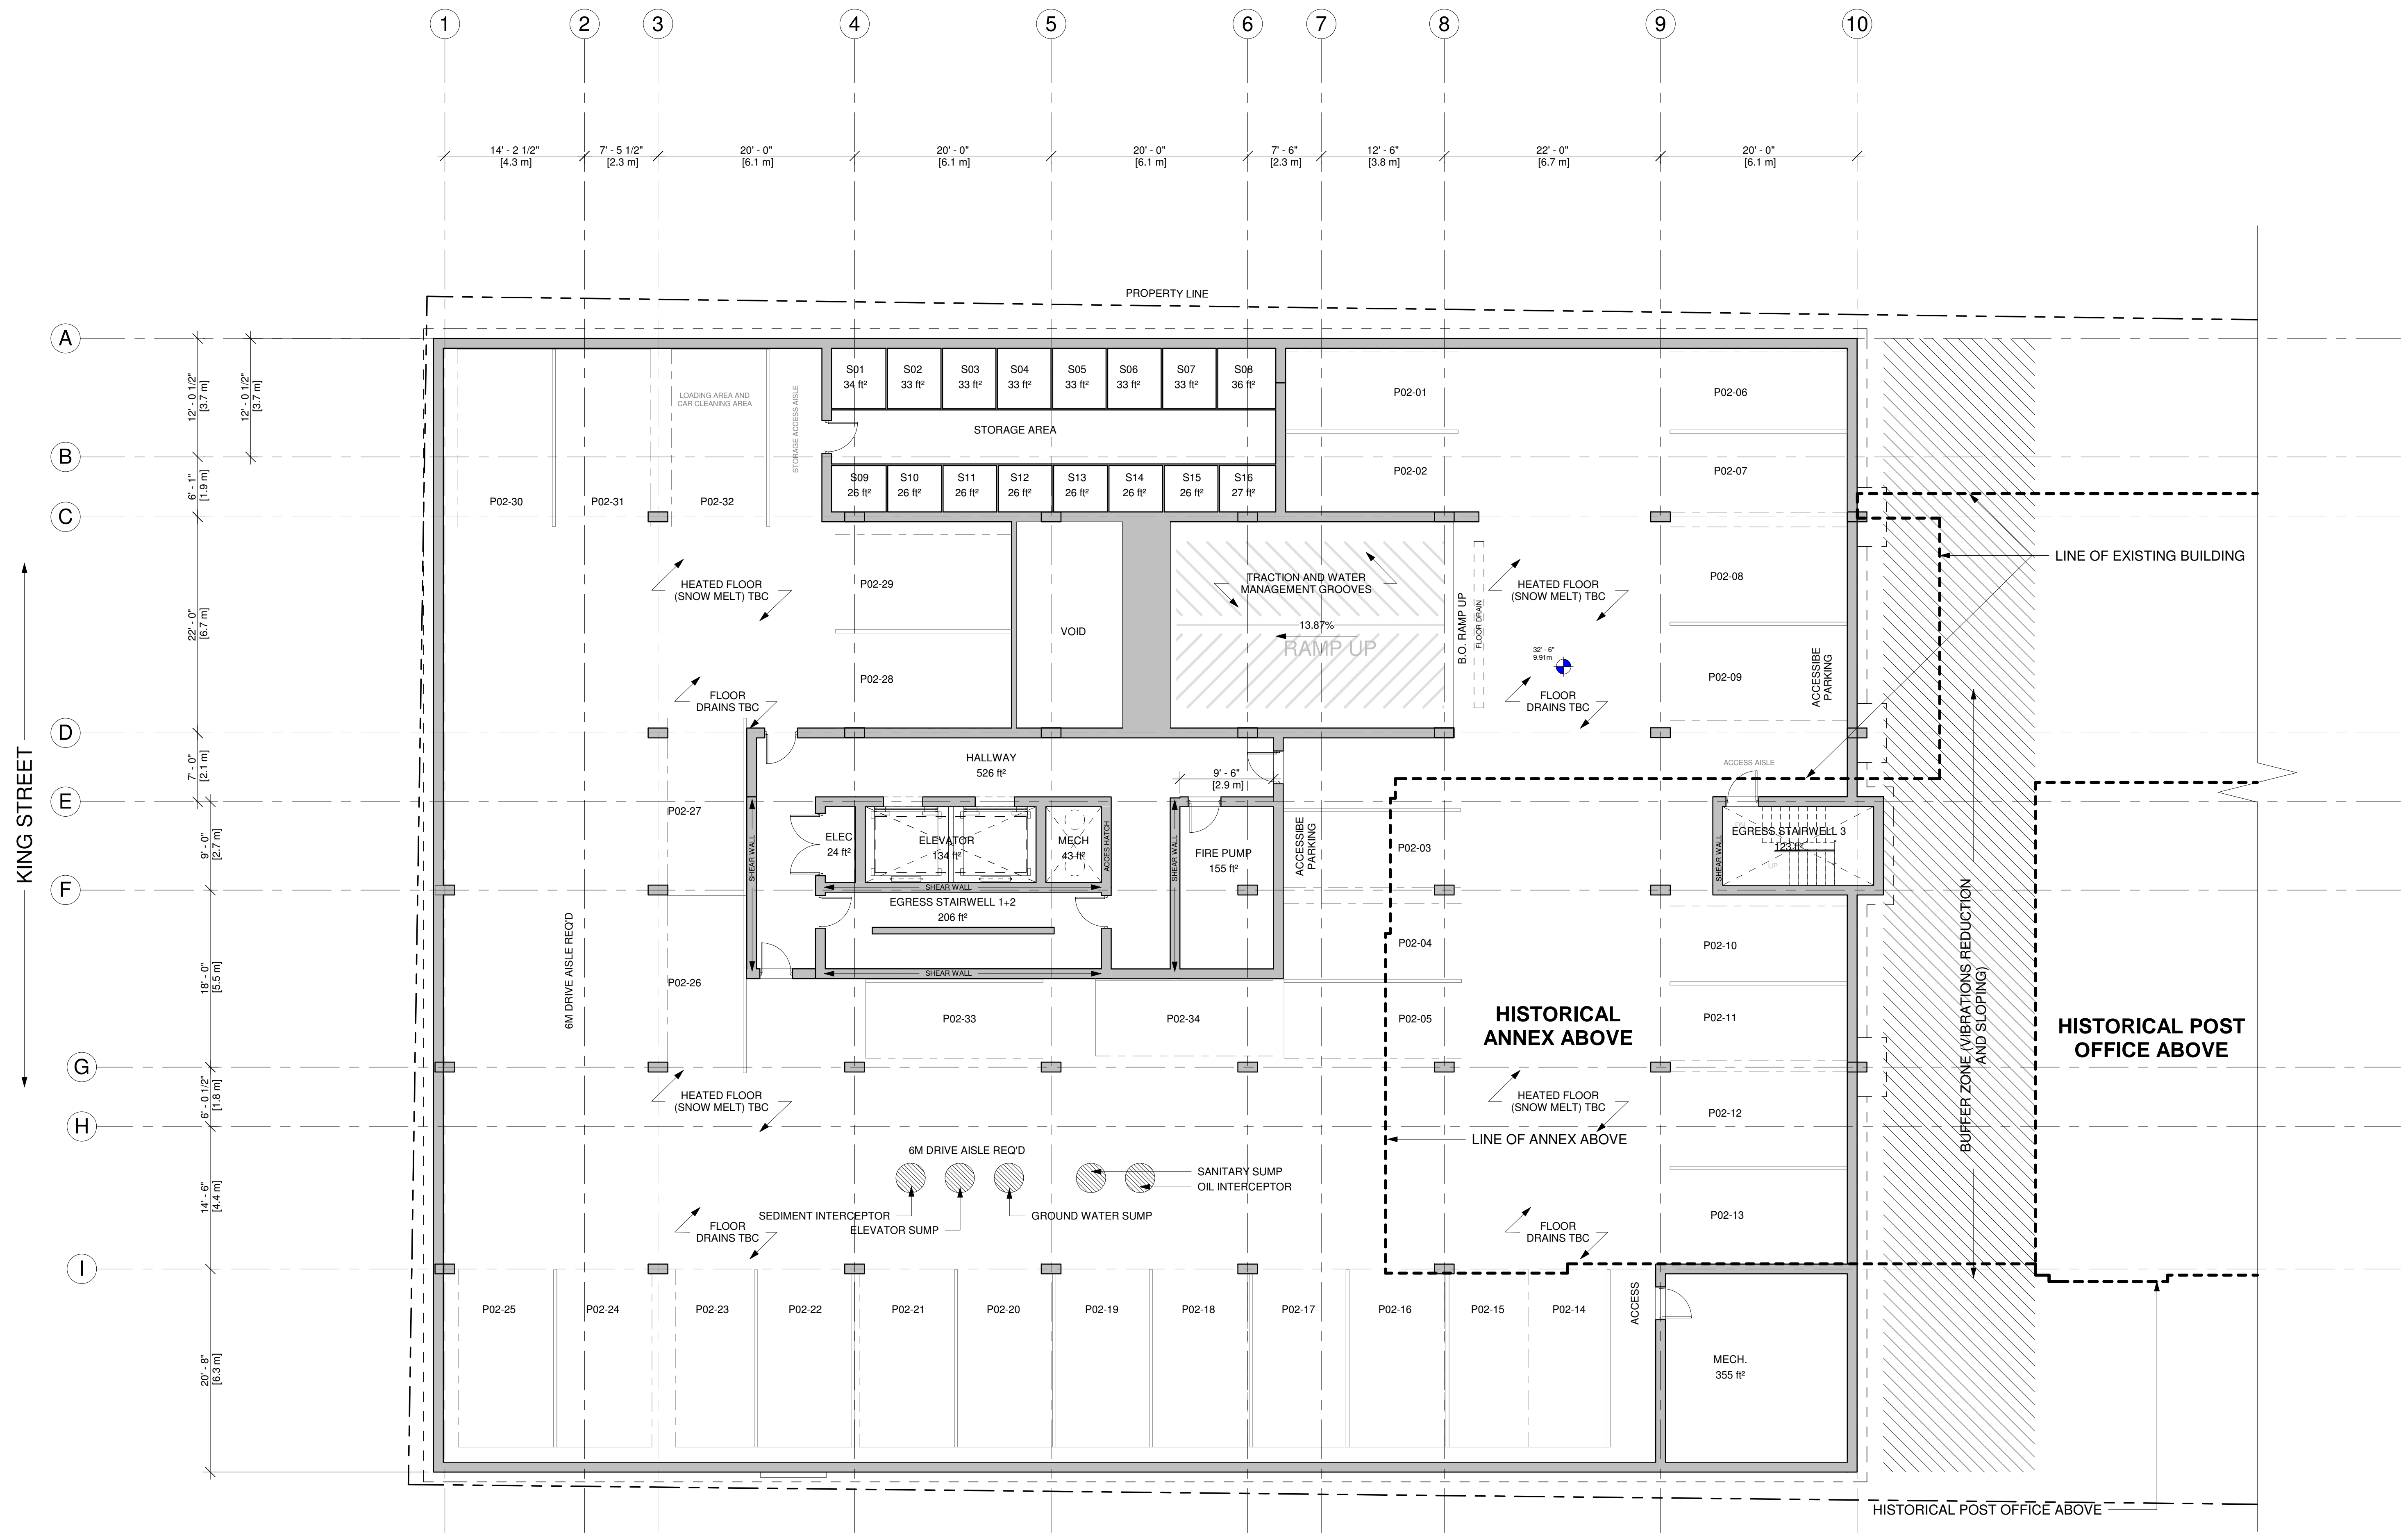 1
2
3
4
5
6
7
8
9
10
14' - 2 1/2"
[4.3 m]
7' - 5 1/2"
[2.3 m]
20' - 0"
[6.1 m]
20' - 0"
[6.1 m]
20' - 0"
[6.1 m]
7' - 6"
[2.3 m]
12' - 6"
[3.8 m]
22' - 0"
[6.7 m]
20' - 0"
[6.1 m]
PROPERTY LINE
A
B
C
D
E
F
G
H
I
12' - 0 1/2"
[3.7 m]
12' - 0 1/2"
[3.7 m]
6' - 1"
[1.9 m]
22' - 0"
[6.7 m]
7' - 0"
[2.1 m]
9' - 0"
[2.7 m]
18' - 0"
[5.5 m]
6' - 0 1/2"
[1.8 m]
14' - 6"
[4.4 m]
20' - 8"
[6.3 m]
KING STREET
LOADING AREA AND
CAR CLEANING AREA
STORAGE ACCESS AISLE
S01
34 ft²
S02
33 ft²
S03
33 ft²
S04
33 ft²
S05
33 ft²
S06
33 ft²
S07
33 ft²
S08
36 ft²
STORAGE AREA
S09
26 ft²
S10
26 ft²
S11
26 ft²
S12
26 ft²
S13
26 ft²
S14
26 ft²
S15
26 ft²
S16
27 ft²
P02-01
P02-06
P02-02
P02-07
P02-30
P02-31
P02-32
HEATED FLOOR
(SNOW MELT) TBC
P02-29
P02-28
VOID
TRACTION AND WATER
MANAGEMENT GROOVES
13.87%
RAMP UP
B.O. RAMP UP
FLOOR DRAIN
HEATED FLOOR
(SNOW MELT) TBC
32' - 6"
9.91m
P02-08
P02-09
ACCESSIBE
PARKING
LINE OF EXISTING BUILDING
FLOOR
DRAINS TBC
FLOOR
DRAINS TBC
HALLWAY
526 ft²
9' - 6"
[2.9 m]
ACCESS AISLE
P02-27
SHEAR WALL
ELEC
24 ft²
ELEVATOR
134 ft²
MECH
43 ft²
ACCES HATCH
SHEAR WALL
FIRE PUMP
155 ft²
ACCESSIBE
PARKING
P02-03
SHEAR WALL
DN
EGRESS STAIRWELL 3
123 ft²
UP
SHEAR WALL
EGRESS STAIRWELL 1+2
206 ft²
SHEAR WALL
6M DRIVE AISLE REQ'D
P02-26
P02-04
P02-10
P02-33
P02-34
P02-05
P02-11
HISTORICAL
ANNEX ABOVE
BUFFER ZONE (VIBRATIONS REDUCTION
AND SLOPING)
HISTORICAL POST
OFFICE ABOVE
HEATED FLOOR
(SNOW MELT) TBC
HEATED FLOOR
(SNOW MELT) TBC
P02-12
LINE OF ANNEX ABOVE
6M DRIVE AISLE REQ'D
SANITARY SUMP
OIL INTERCEPTOR
SEDIMENT INTERCEPTOR
ELEVATOR SUMP
GROUND WATER SUMP
FLOOR
DRAINS TBC
FLOOR
DRAINS TBC
P02-13
P02-25
P02-24
P02-23
P02-22
P02-21
P02-20
P02-19
P02-18
P02-17
P02-16
P02-15
P02-14
ACCESS
MECH.
355 ft²
HISTORICAL POST OFFICE ABOVE